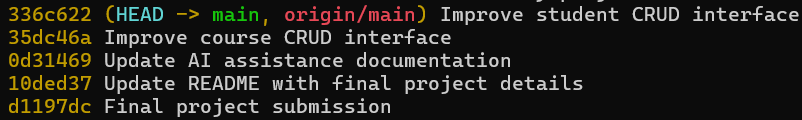 336c622 (HEAD -> main, origin/main) Improve student CRUD interface
35dc46a Improve course CRUD interface
0d31469 Update AI assistance documentation
10ded37 Update README with final project details
d1197dc Final project submission